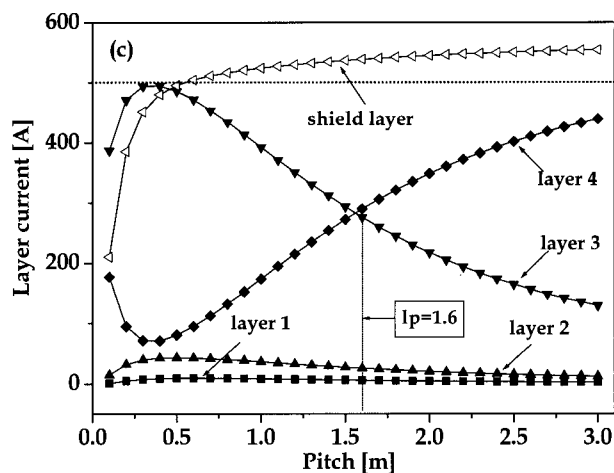 600
(c)
shield layer
400
layer 4
Layer current [A]
layer 3
200
layer 1
Ip=1.6
layer 2
0
0.0 0.5 1.0 1.5 2.0 2.5 3.0
Pitch [m]